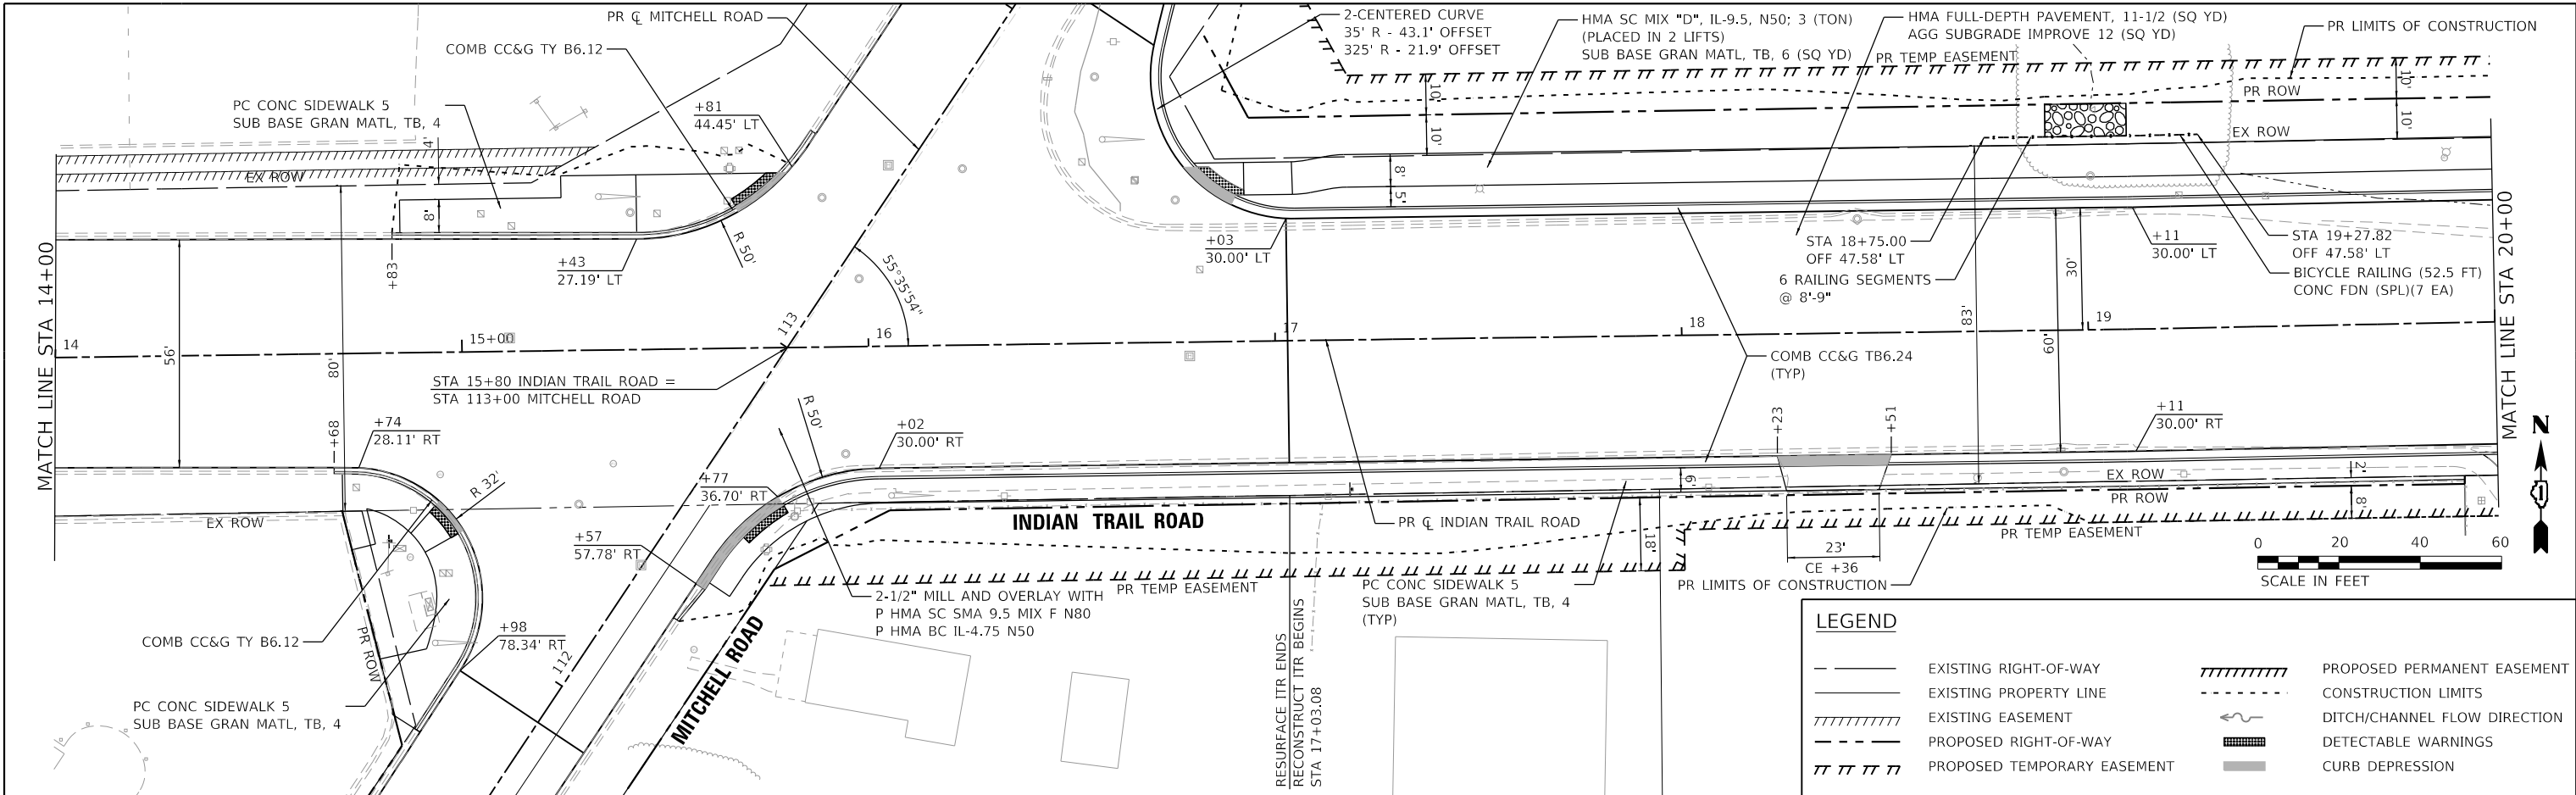 PR ℄ MITCHELL ROAD
COMB CC&G TY B6.12
PC CONC SIDEWALK 5
SUB BASE GRAN MATL, TB, 4
+81
44.45' LT
2-CENTERED CURVE
35' R - 43.1' OFFSET
325' R - 21.9' OFFSET
HMA SC MIX "D", IL-9.5, N50; 3 (TON)
(PLACED IN 2 LIFTS)
SUB BASE GRAN MATL, TB, 6 (SQ YD)
HMA FULL-DEPTH PAVEMENT, 11-1/2 (SQ YD)
AGG SUBGRADE IMPROVE 12 (SQ YD)
PR TEMP EASEMENT
PR LIMITS OF CONSTRUCTION
PR ROW
EX ROW
10'
10'
10'
10'
4'
EX ROW
8'
8'
5'
R 50'
+83
+43
27.19' LT
+03
30.00' LT
55°35'54"
STA 18+75.00
OFF 47.58' LT
6 RAILING SEGMENTS
@ 8'-9"
30'
+11
30.00' LT
STA 19+27.82
OFF 47.58' LT
BICYCLE RAILING (52.5 FT)
CONC FDN (SPL)(7 EA)
MATCH LINE STA 14+00
MATCH LINE STA 20+00
14
15+00
113
16
17
18
19
56'
80'
83'
60'
STA 15+80 INDIAN TRAIL ROAD =
STA 113+00 MITCHELL ROAD
COMB CC&G TB6.24
(TYP)
+68
+74
28.11' RT
R 32'
R 50'
+02
30.00' RT
+23
+51
+11
30.00' RT
+77
36.70' RT
+57
57.78' RT
EX ROW
INDIAN TRAIL ROAD
PR ℄ INDIAN TRAIL ROAD
6'
EX ROW
PR ROW
2'
8'
18'
23'
CE +36
PR TEMP EASEMENT
PR LIMITS OF CONSTRUCTION
PR TEMP EASEMENT
2-1/2" MILL AND OVERLAY WITH
P HMA SC SMA 9.5 MIX F N80
P HMA BC IL-4.75 N50
PC CONC SIDEWALK 5
SUB BASE GRAN MATL, TB, 4
(TYP)
RESURFACE ITR ENDS
RECONSTRUCT ITR BEGINS
STA 17+03.08
COMB CC&G TY B6.12
PR ROW
+98
78.34' RT
112
MITCHELL ROAD
PC CONC SIDEWALK 5
SUB BASE GRAN MATL, TB, 4
N
0 20 40 60
SCALE IN FEET
LEGEND
EXISTING RIGHT-OF-WAY
EXISTING PROPERTY LINE
EXISTING EASEMENT
PROPOSED RIGHT-OF-WAY
PROPOSED TEMPORARY EASEMENT
PROPOSED PERMANENT EASEMENT
CONSTRUCTION LIMITS
DITCH/CHANNEL FLOW DIRECTION
DETECTABLE WARNINGS
CURB DEPRESSION